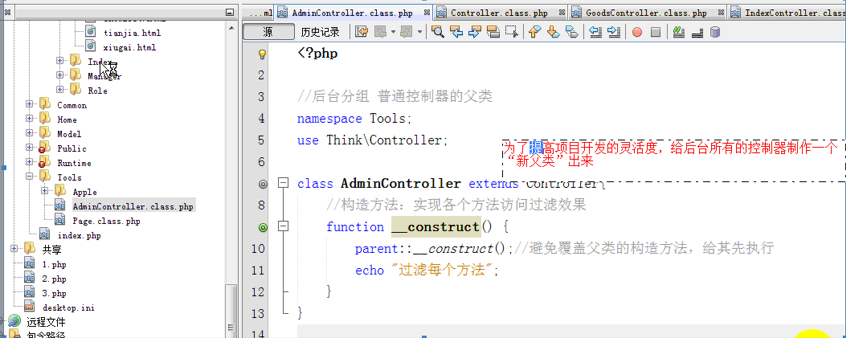 ...ml
AdminController.class.php
Controller.class.php
GoodsController.class.php
IndexController.class
源 历史记录
tianjia.html
xiugai.html
Index
Manager
Role
Common
Home
Model
Public
Runtime
Tools
Apple
AdminController.class.php
Page.class.php
index.php
共享
1.php
2.php
3.php
desktop.ini
远程文件
包含路径
<?php
2
3 //后台分组 普通控制器的父类
4 namespace Tools;
5 use Think\Controller;
6
class AdminController extends Controller{
8 //构造方法：实现各个方法访问过滤效果
function __construct() {
10 parent::__construct();//避免覆盖父类的构造方法，给其先执行
11 echo "过滤每个方法";
12 }
13 }
14
为了提高项目开发的灵活度，给后台所有的控制器制作一个
“新父类”出来